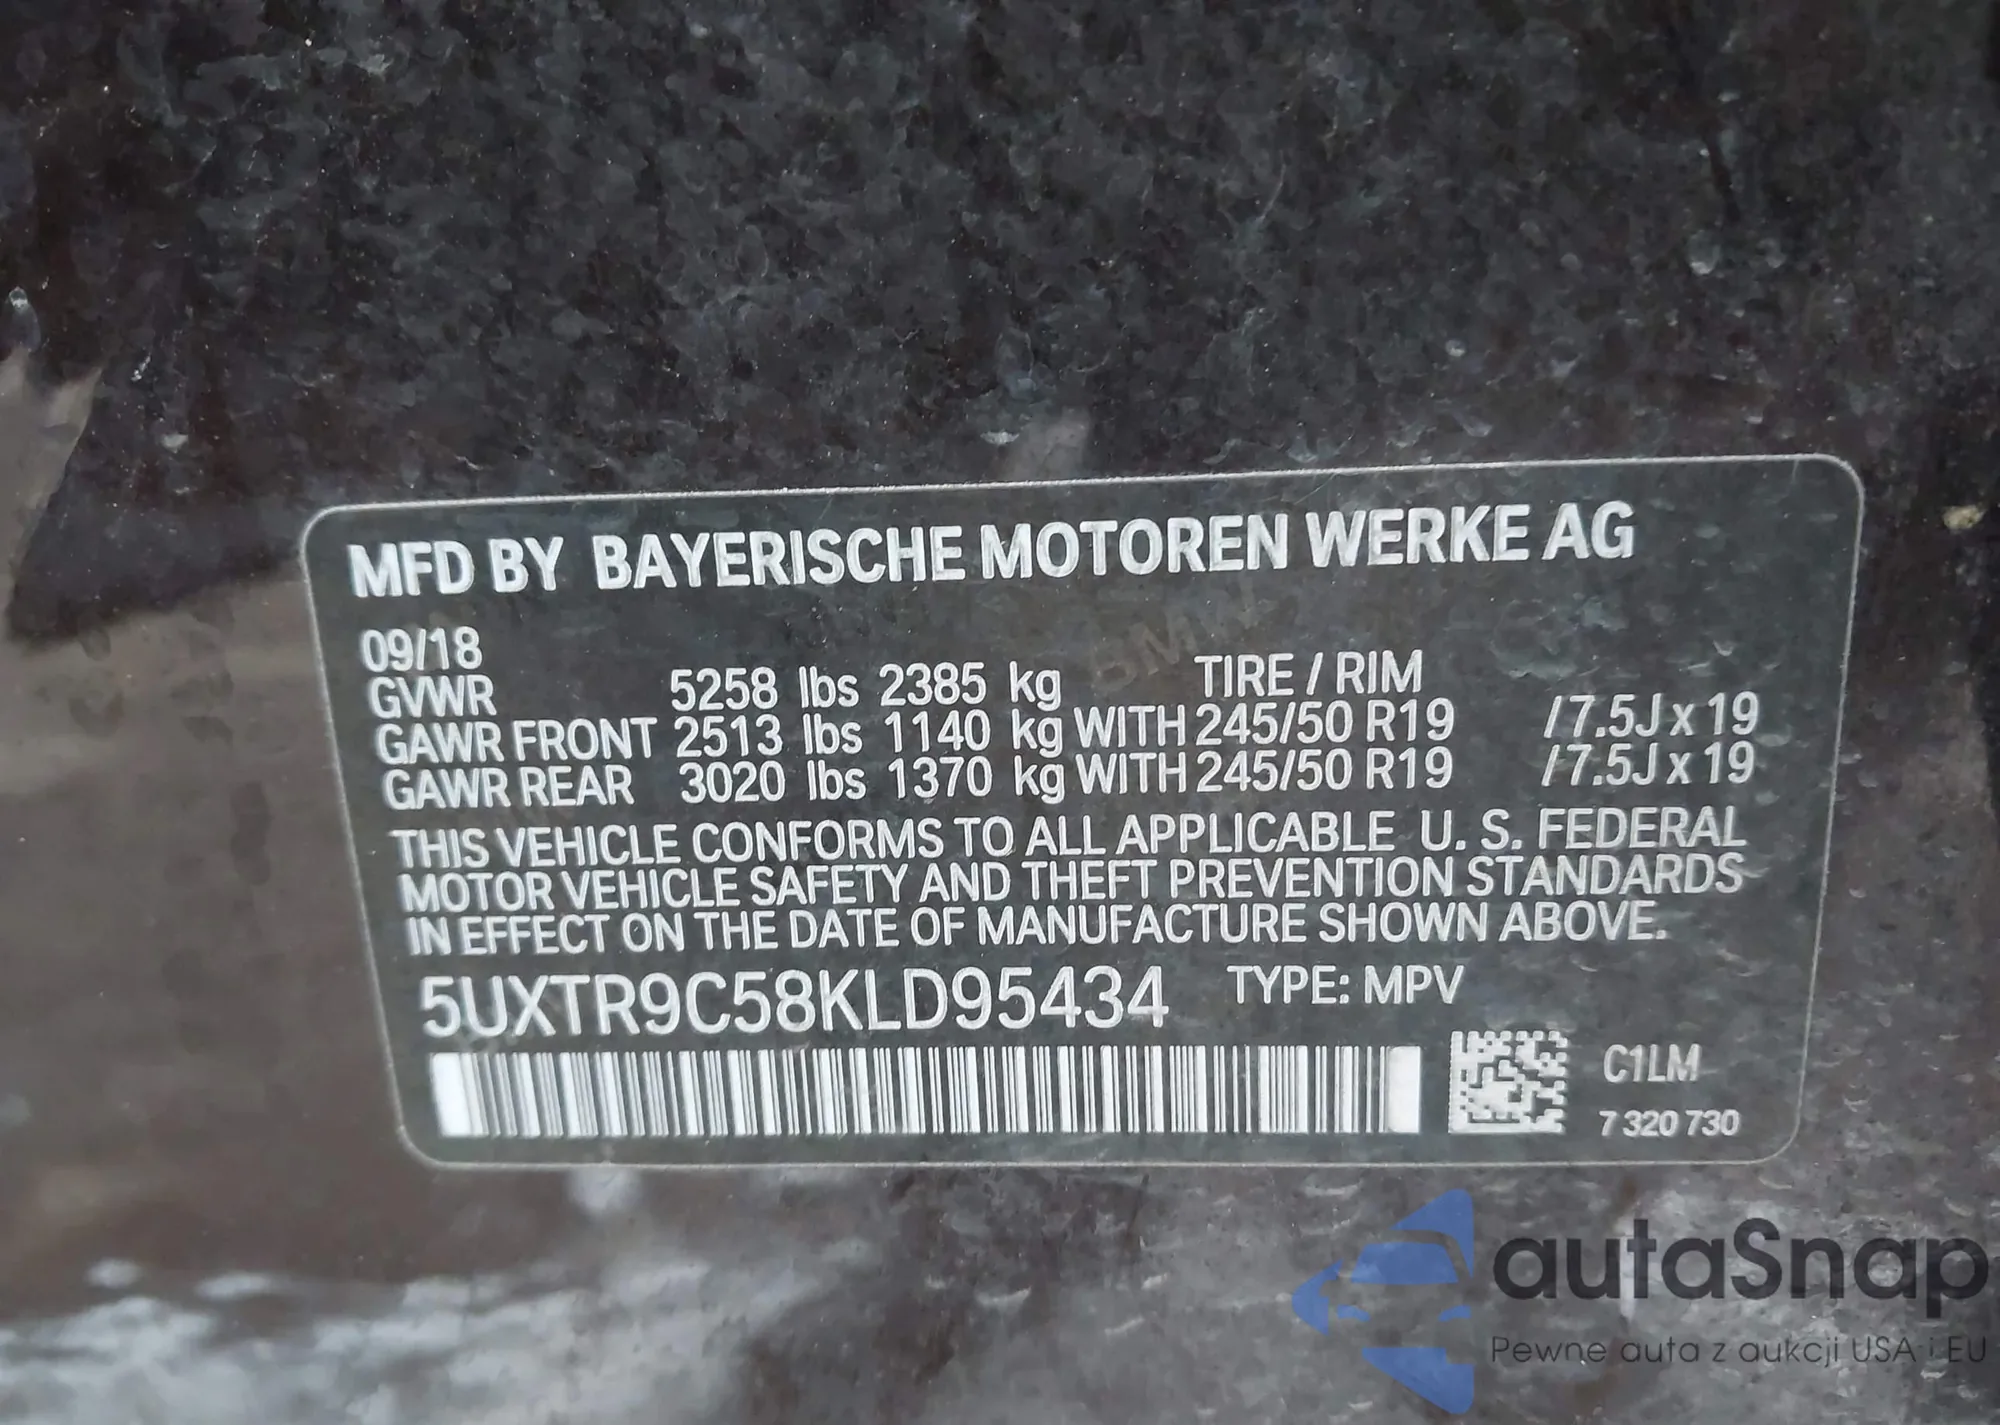 MFD BY BAYERISCHE MOTOREN WERKE AG
09/18
GVWR 5258 lbs 2385 kg TIRE / RIM
GAWR FRONT 2513 lbs 1140 kg WITH 245/50 R19 /7.5J x 19
GAWR REAR 3020 lbs 1370 kg WITH 245/50 R19 /7.5J x 19
THIS VEHICLE CONFORMS TO ALL APPLICABLE U. S. FEDERAL
MOTOR VEHICLE SAFETY AND THEFT PREVENTION STANDARDS
IN EFFECT ON THE DATE OF MANUFACTURE SHOWN ABOVE.
5UXTR9C58KLD95434 TYPE: MPV
C1LM
7 320 730
autaSnap
Pewne auta z aukcji USA i EU